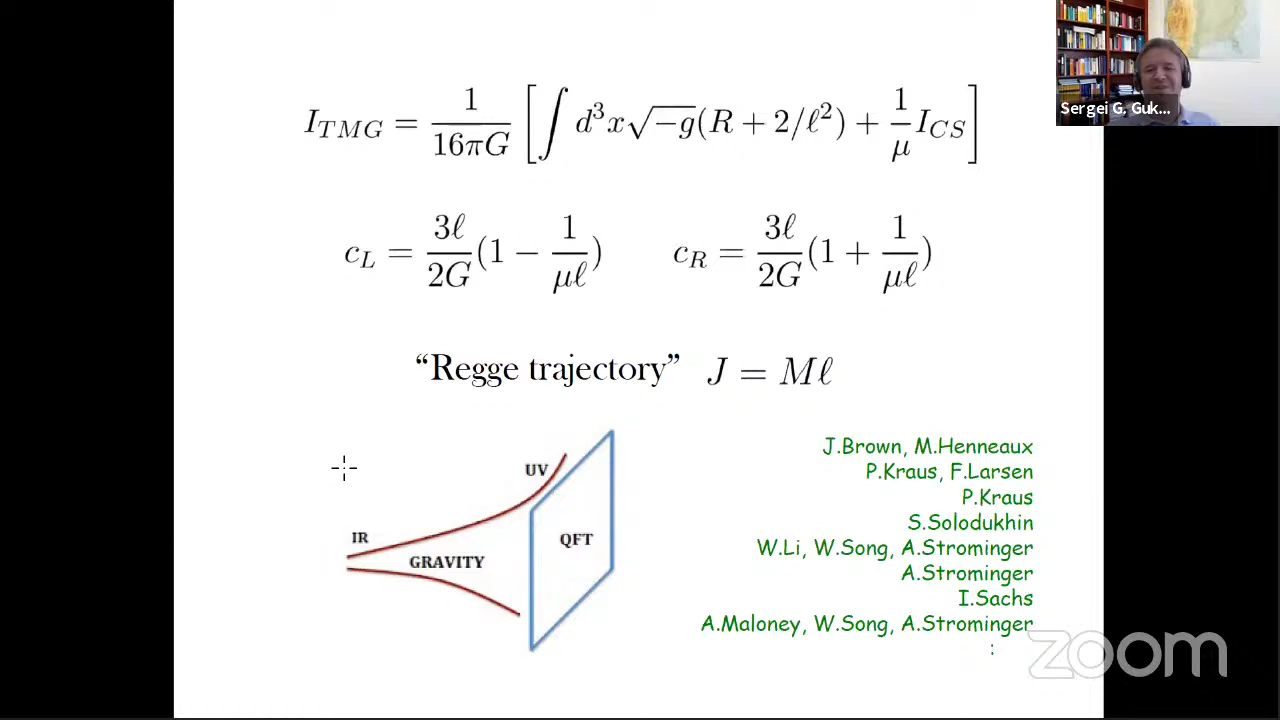 Sergei G, Guk...
I_{TMG} = \frac{1}{16\pi G} \left[ \int d^3x \sqrt{-g}(R + 2/\ell^2) + \frac{1}{\mu} I_{CS} \right]
c_L = \frac{3\ell}{2G}(1 - \frac{1}{\mu\ell}) c_R = \frac{3\ell}{2G}(1 + \frac{1}{\mu\ell})
“Regge trajectory” J = Mℓ
UV
IR
GRAVITY
QFT
J.Brown, M.Henneaux
P.Kraus, F.Larsen
P.Kraus
S.Solodukhin
W.Li, W.Song, A.Strominger
A.Strominger
I.Sachs
A.Maloney, W.Song, A.Strominger
:
zoom